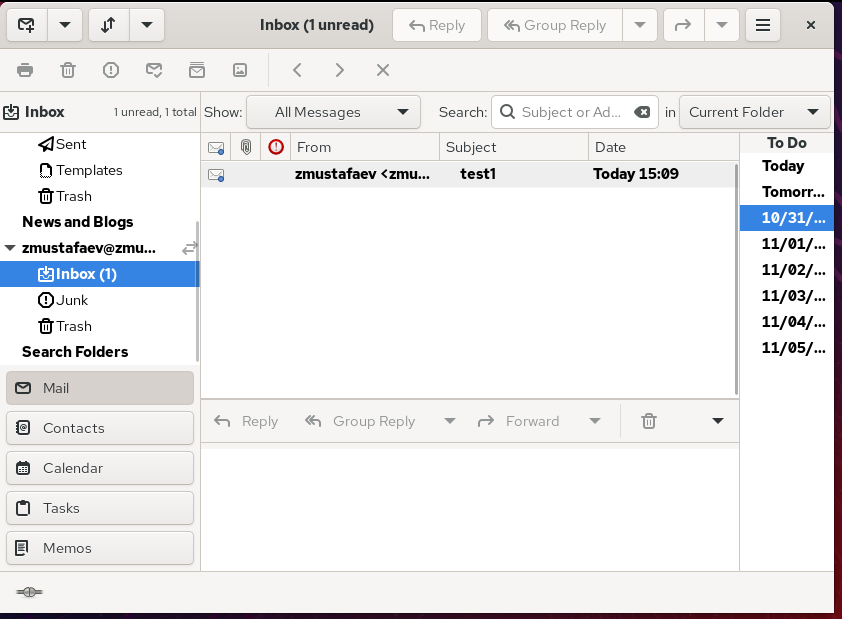 Inbox (1 unread)
Reply
Group Reply
Inbox
1 unread, 1 total
Show:
All Messages
Search:
Subject or Ad...
in
Current Folder
Sent
Templates
Trash
News and Blogs
zmustafaev@zmu...
Inbox (1)
Junk
Trash
Search Folders
Mail
Contacts
Calendar
Tasks
Memos
From
Subject
Date
zmustafaev <zmu...
test1
Today 15:09
Reply
Group Reply
Forward
To Do
Today
Tomorr...
10/31/...
11/01/...
11/02/...
11/03/...
11/04/...
11/05/...